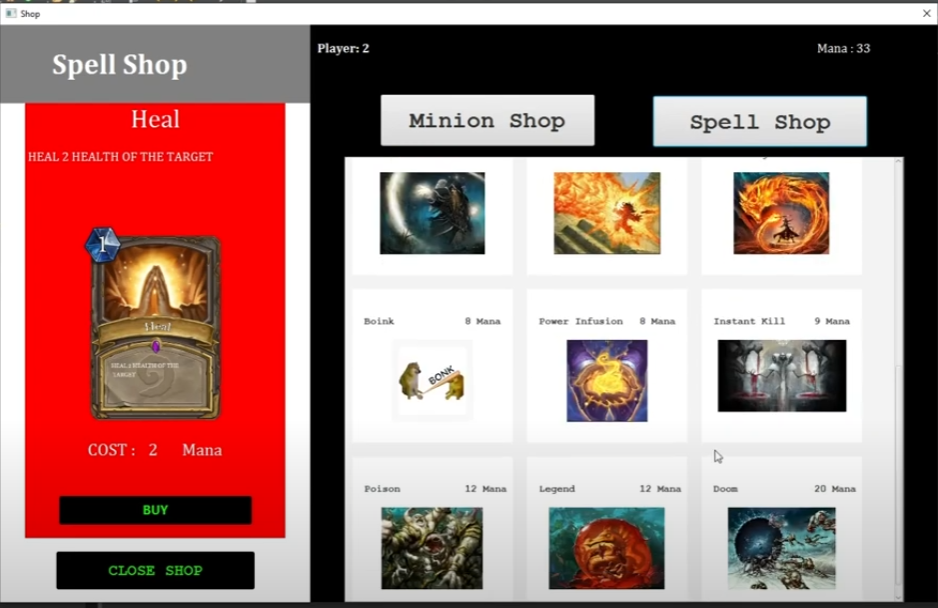 Shop
Spell Shop
Heal
HEAL 2 HEALTH OF THE TARGET
1
Heal
HEAL 2 HEALTH OF THE
TARGET
COST : 2 Mana
BUY
CLOSE SHOP
Player: 2
Mana : 33
Minion Shop
Spell Shop
Boink 8 Mana
Power Infusion 8 Mana
Instant Kill 9 Mana
BONK
Poison 12 Mana
Legend 12 Mana
Doom 20 Mana